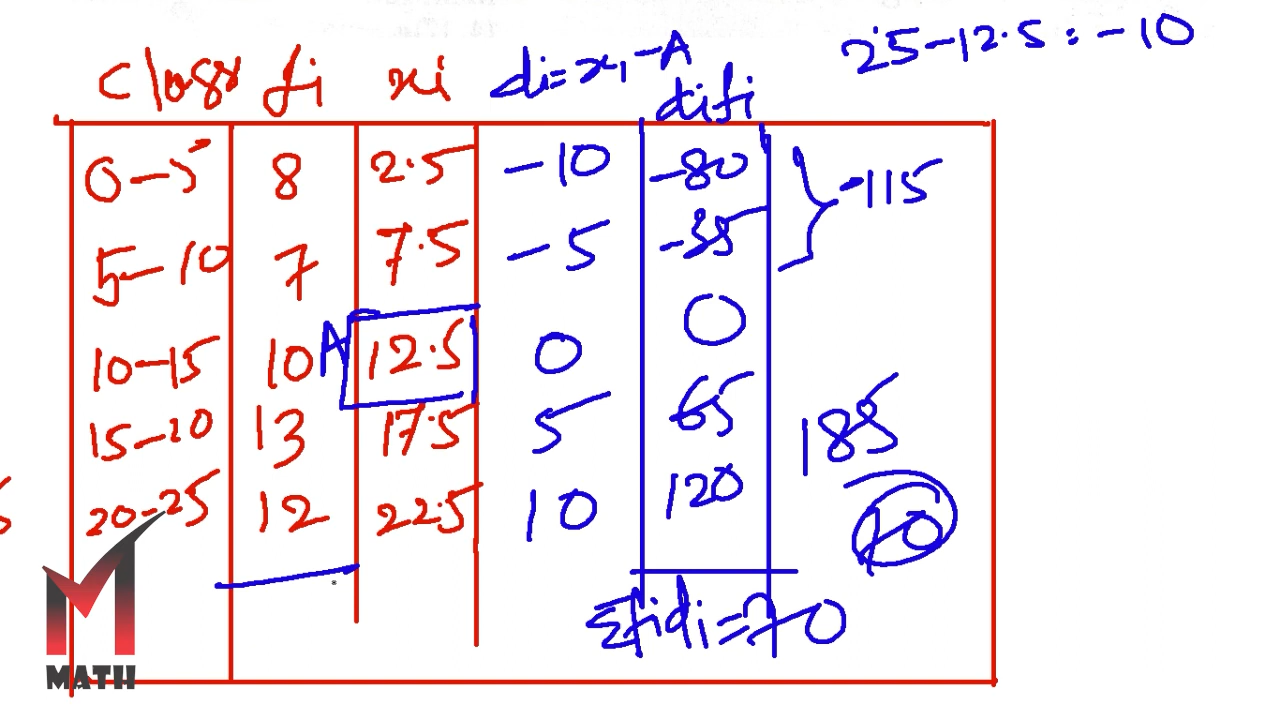 2.5-12.5=-10
Class fi xi di=xi-A difi
0-5 8 2.5 -10 -80
-115
5-10 7 7.5 -5 -35
10-15 10 A 12.5 0 0
15-20 13 17.5 5 65
185
20-25 12 22.5 10 120
70
Σfidi=70
MATH